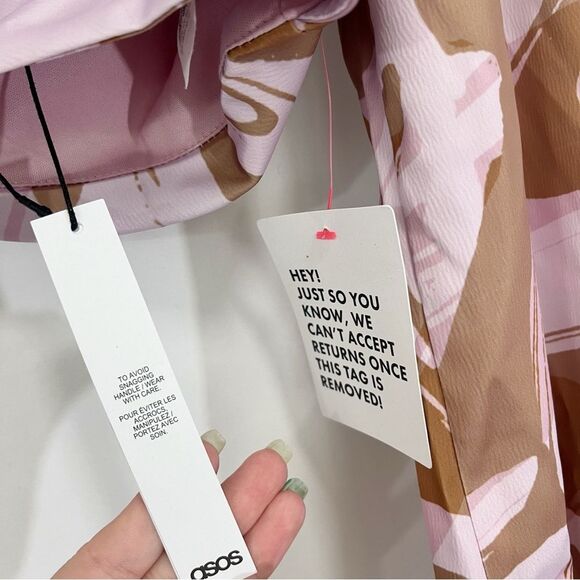 TO AVOID
SNAGGING
HANDLE / WEAR
WITH CARE.
POUR ÉVITER LES
ACCROCS,
MANIPULEZ /
PORTEZ AVEC
SOIN.
asos
HEY!
JUST SO YOU
KNOW, WE
CAN'T ACCEPT
RETURNS ONCE
THIS TAG IS
REMOVED!